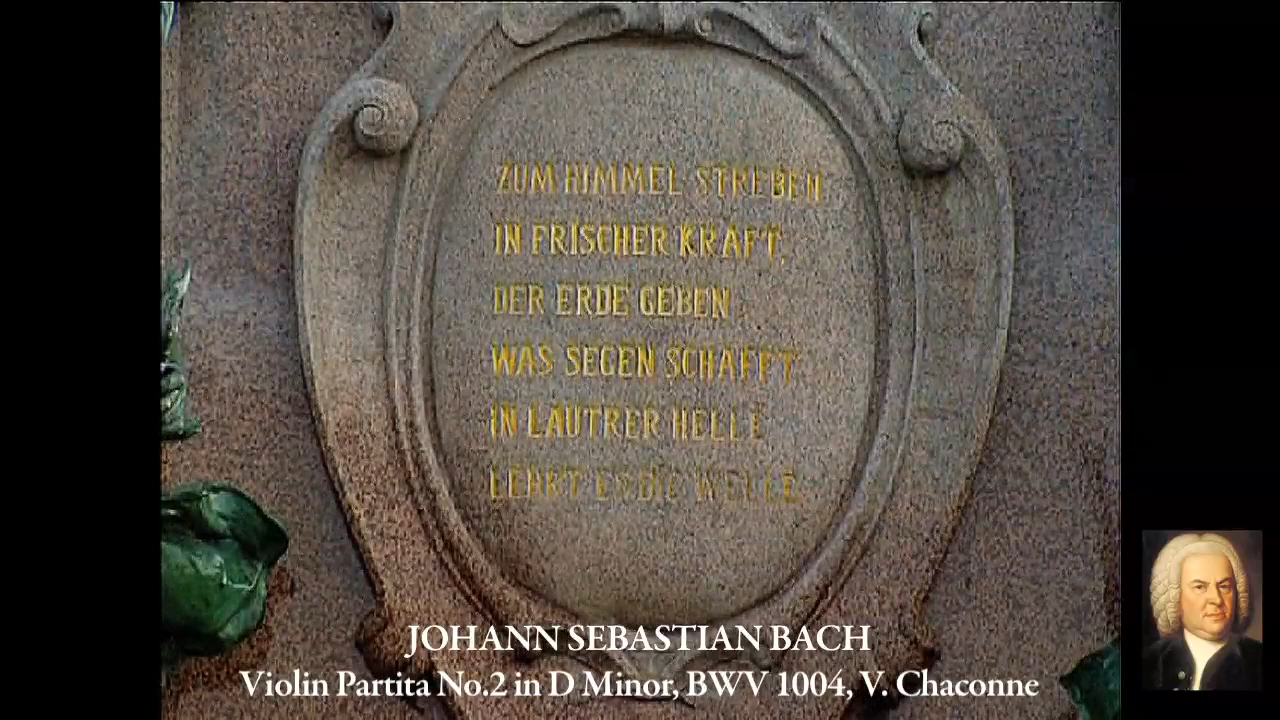 ZUM HIMMEL STREBEN
IN FRISCHER KRAFT,
DER ERDE GEBEN
WAS SEGEN SCHAFFT
IN LAUTRER HELLE
LEHRT ES DIE WELLE
JOHANN SEBASTIAN BACH
Violin Partita No.2 in D Minor, BWV 1004, V. Chaconne